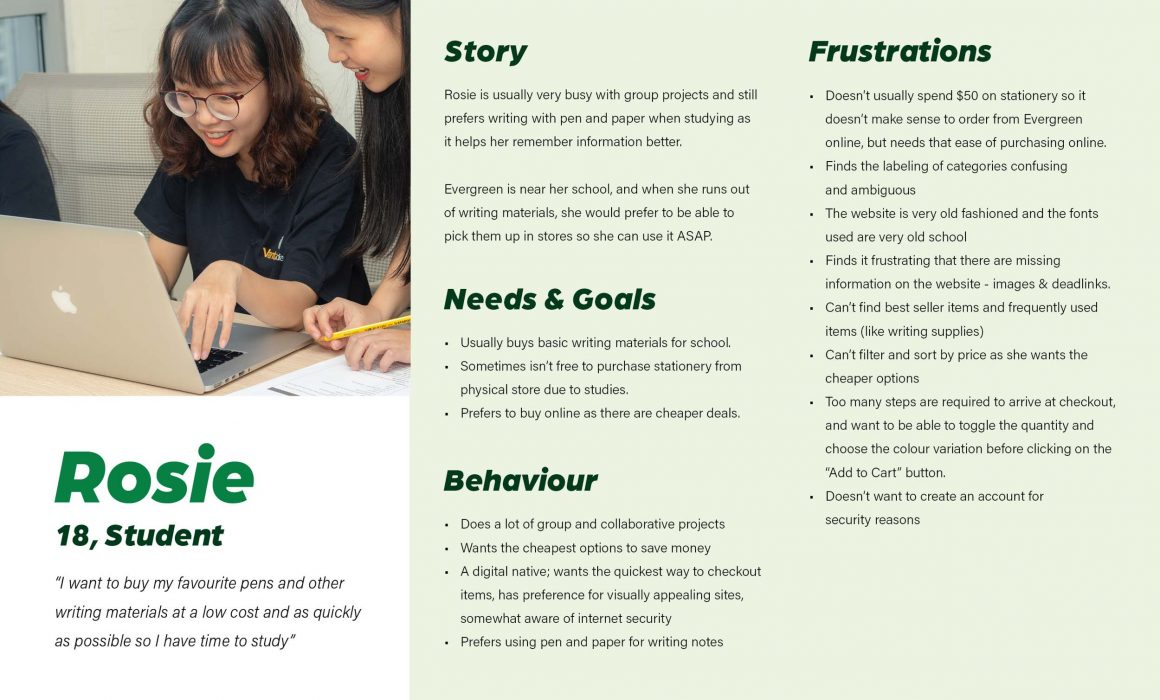 Rosie
18, Student
“I want to buy my favourite pens and other
writing materials at a low cost and as quickly
as possible so I have time to study”
Story
Rosie is usually very busy with group projects and still
prefers writing with pen and paper when studying as
it helps her remember information better.
Evergreen is near her school, and when she runs out
of writing materials, she would prefer to be able to
pick them up in stores so she can use it ASAP.
Needs & Goals
• Usually buys basic writing materials for school.
• Sometimes isn’t free to purchase stationery from
physical store due to studies.
• Prefers to buy online as there are cheaper deals.
Behaviour
• Does a lot of group and collaborative projects
• Wants the cheapest options to save money
• A digital native; wants the quickest way to checkout
items, has preference for visually appealing sites,
somewhat aware of internet security
• Prefers using pen and paper for writing notes
Frustrations
• Doesn’t usually spend $50 on stationery so it
doesn’t make sense to order from Evergreen
online, but needs that ease of purchasing online.
• Finds the labeling of categories confusing
and ambiguous
• The website is very old fashioned and the fonts
used are very old school
• Finds it frustrating that there are missing
information on the website - images & deadlinks.
• Can’t find best seller items and frequently used
items (like writing supplies)
• Can’t filter and sort by price as she wants the
cheaper options
• Too many steps are required to arrive at checkout,
and want to be able to toggle the quantity and
choose the colour variation before clicking on the
“Add to Cart” button.
• Doesn’t want to create an account for
security reasons